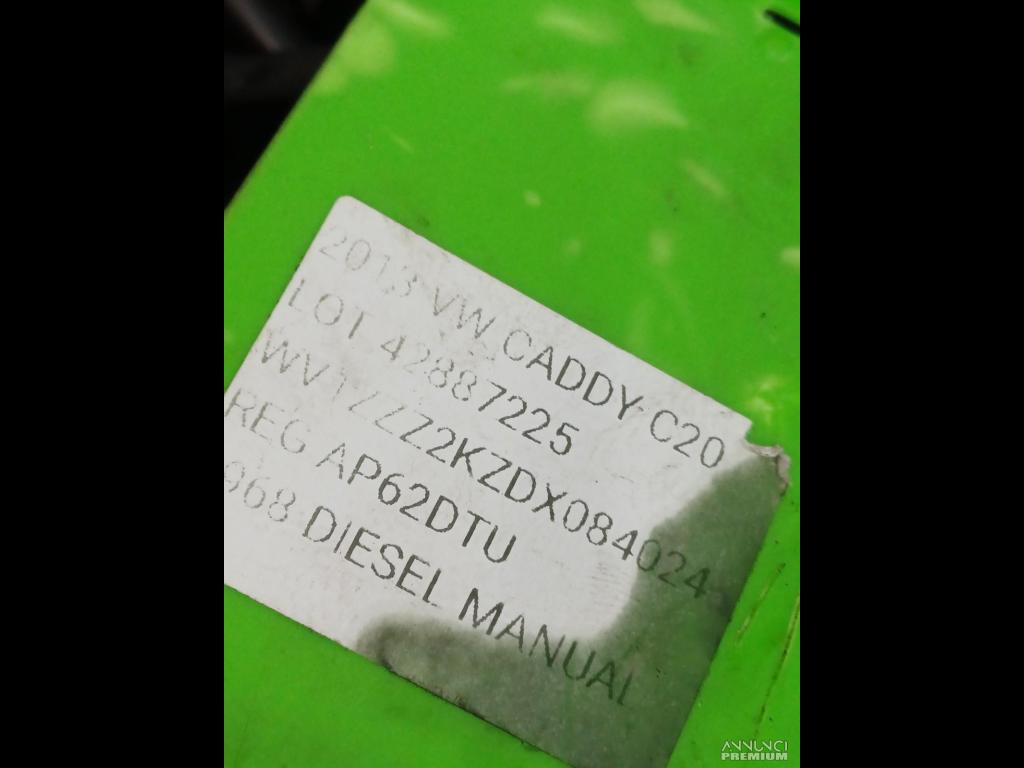 2013 VW CADDY C20
LOT 42887225
WV1ZZZ2KZDX084024
REG AP62DTU
968 DIESEL MANUAL
ANNUNCI
PREMIUM